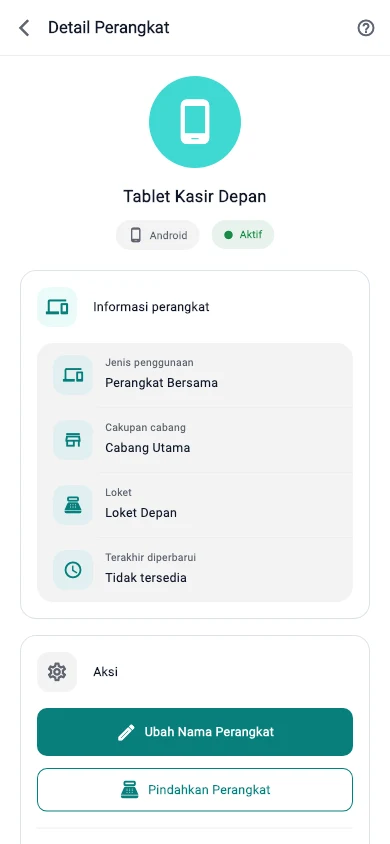 Detail Perangkat
Tablet Kasir Depan
Android
Aktif
Informasi perangkat
Jenis penggunaan
Perangkat Bersama
Cakupan cabang
Cabang Utama
Loket
Loket Depan
Terakhir diperbarui
Tidak tersedia
Aksi
Ubah Nama Perangkat
Pindahkan Perangkat